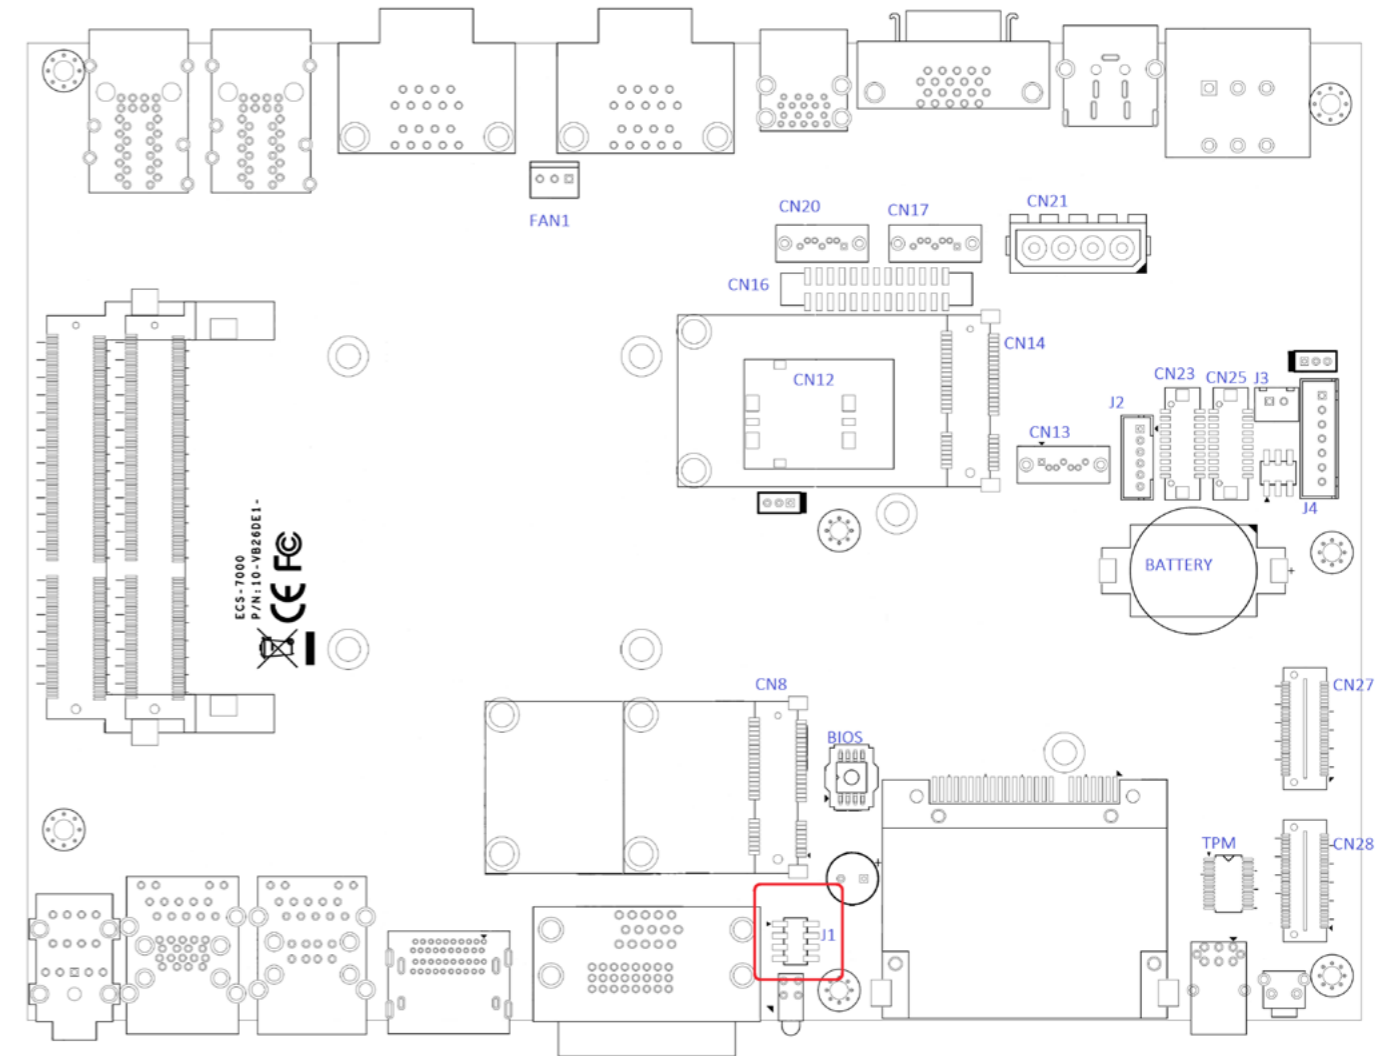 FAN1
CN20
CN17
CN21
CN16
CN14
CN12
CN23
CN25
J3
J2
CN13
J4
ECS-7000
P/N:10-VB26DE1-
CE FC
BATTERY
+
CN8
CN27
BIOS
TPM
CN28
+
J1